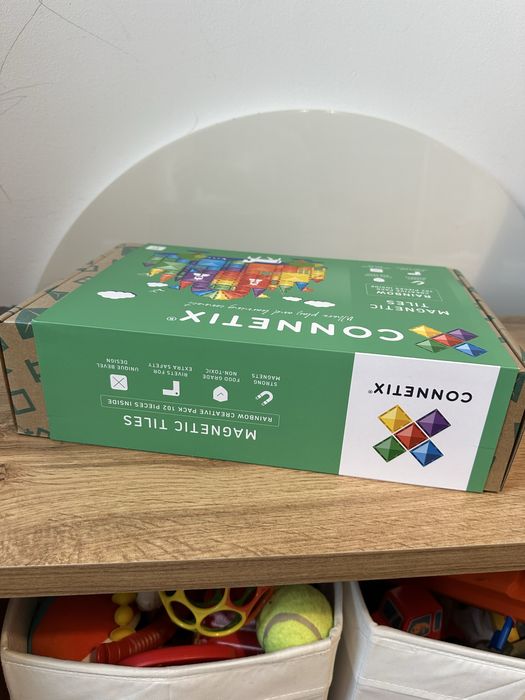 CONNETIX®
Where play and learning connect
MAGNETIC
TILES
RAINBOW
MAGNETIC TILES
RAINBOW CREATIVE PACK 102 PIECES INSIDE
STRONG
MAGNETS
FOOD GRADE
NON-TOXIC
RIVETS FOR
EXTRA SAFETY
UNIQUE BEVEL
DESIGN
CONNETIX®